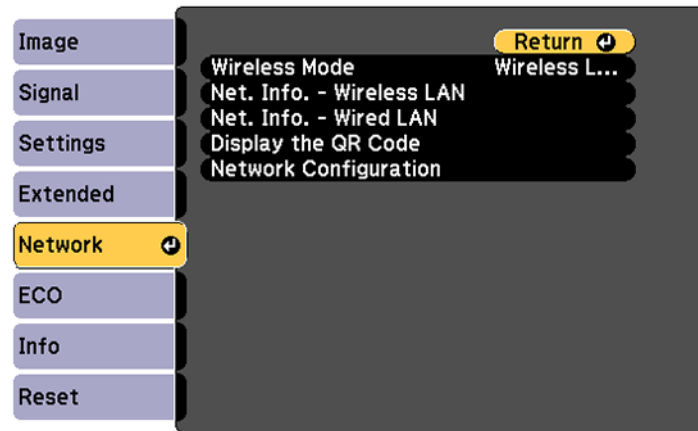 Image
Signal
Settings
Extended
Network
ECO
Info
Reset
Return
Wireless Mode Wireless L...
Net. Info. - Wireless LAN
Net. Info. - Wired LAN
Display the QR Code
Network Configuration